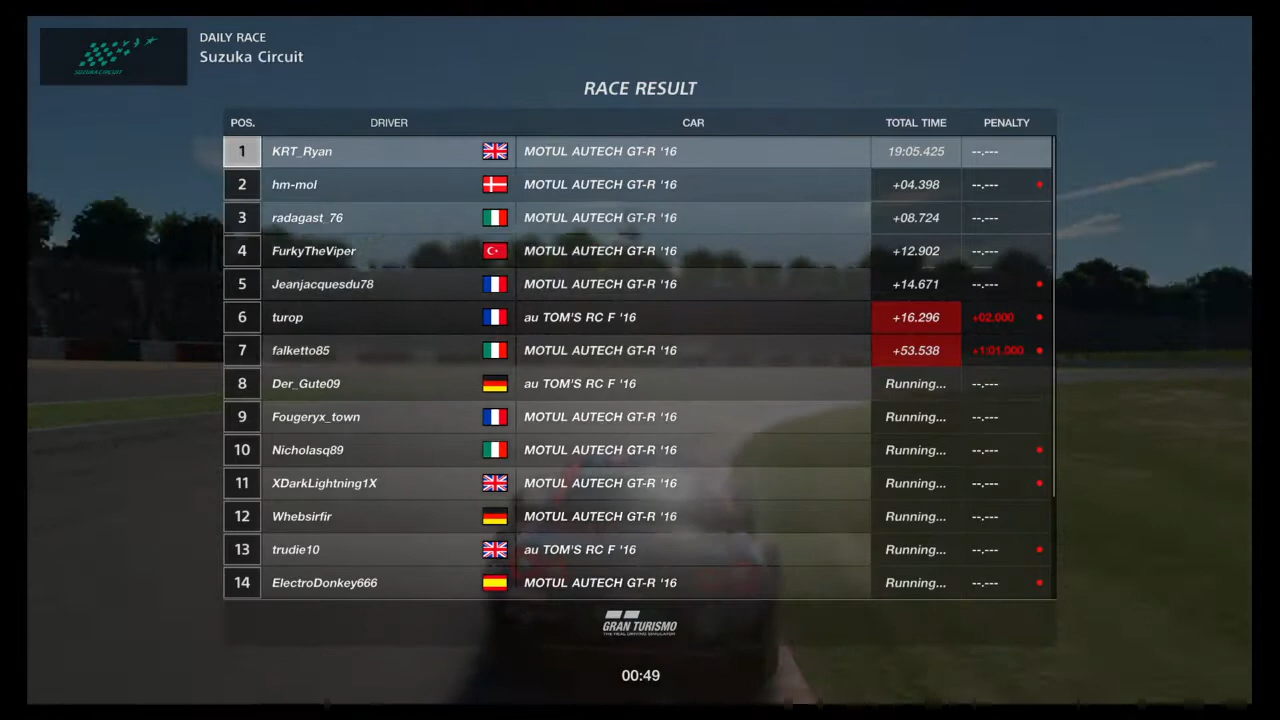 DAILY RACE
Suzuka Circuit
SUZUKA CIRCUIT
RACE RESULT
POS. DRIVER CAR TOTAL TIME PENALTY
1 KRT_Ryan MOTUL AUTECH GT-R '16 19:05.425 --.---
2 hm-mol MOTUL AUTECH GT-R '16 +04.398 --.---
3 radagast_76 MOTUL AUTECH GT-R '16 +08.724 --.---
4 FurkyTheViper MOTUL AUTECH GT-R '16 +12.902 --.---
5 Jeanjacquesdu78 MOTUL AUTECH GT-R '16 +14.671 --.---
6 turop au TOM'S RC F '16 +16.296 +02.000
7 falketto85 MOTUL AUTECH GT-R '16 +53.538 +1:01.000
8 Der_Gute09 au TOM'S RC F '16 Running... --.---
9 Fougeryx_town MOTUL AUTECH GT-R '16 Running... --.---
10 Nicholasq89 MOTUL AUTECH GT-R '16 Running... --.---
11 XDarkLightning1X MOTUL AUTECH GT-R '16 Running... --.---
12 Whebsirfir MOTUL AUTECH GT-R '16 Running... --.---
13 trudie10 au TOM'S RC F '16 Running... --.---
14 ElectroDonkey666 MOTUL AUTECH GT-R '16 Running... --.---
GRAN TURISMO
THE REAL DRIVING SIMULATOR
00:49